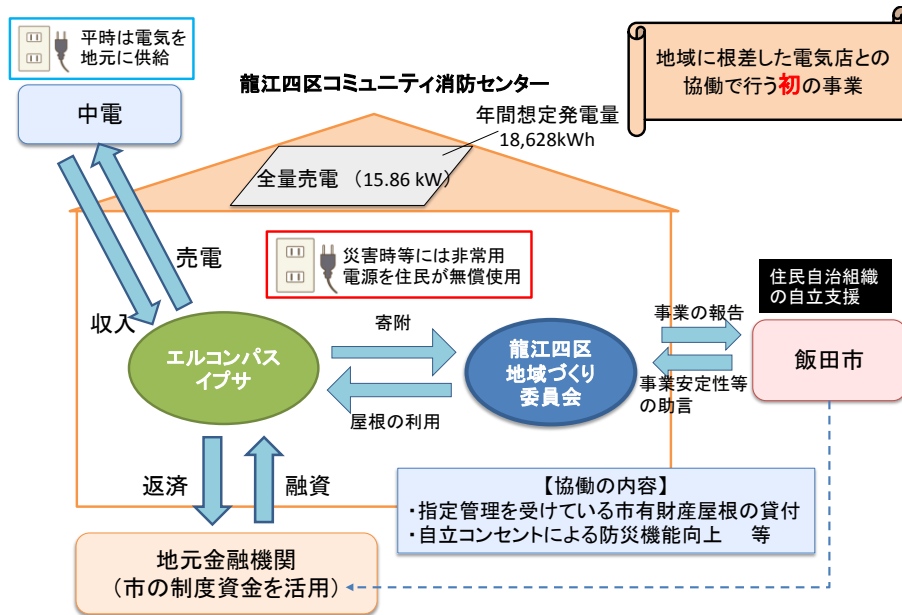 平時は電気を
地元に供給
地域に根差した電気店との
協働で行う初の事業
龍江四区コミュニティ消防センター
中電
年間想定発電量
18,628kWh
全量売電 （15.86 kW）
災害時等には非常用
電源を住民が無償使用
売電
収入
住民自治組織
の自立支援
事業の報告
寄附
エルコンパス
イプサ
龍江四区
地域づくり
委員会
飯田市
事業安定性等
の助言
屋根の利用
返済
融資
【協働の内容】
・指定管理を受けている市有財産屋根の貸付
・自立コンセントによる防災機能向上 等
地元金融機関
（市の制度資金を活用）